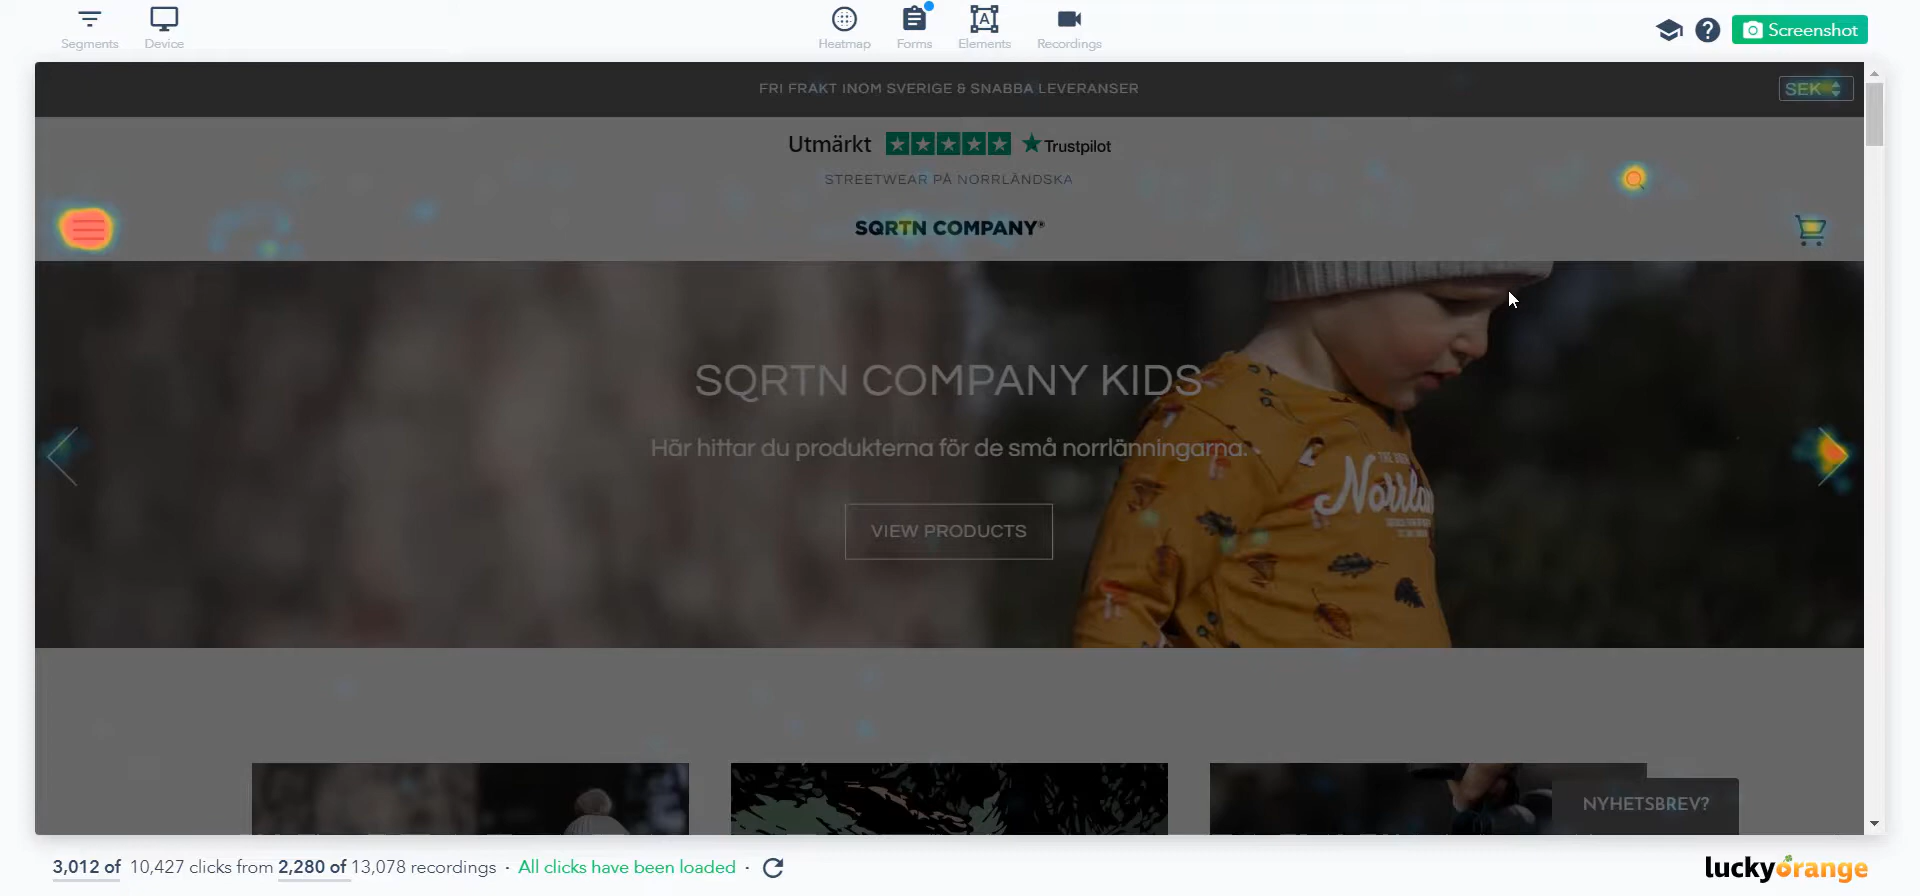 Segments
Device
Heatmap
Forms
Elements
Recordings
Screenshot
FRI FRAKT INOM SVERIGE & SNABBA LEVERANSER
SEK
Utmärkt
Trustpilot
STREETWEAR PÅ NORRLÄNDSKA
SQRTN COMPANY®
SQRTN COMPANY KIDS
Här hittar du produkterna för de små norrlänningarna.
VIEW PRODUCTS
NYHETSBREV?
3,012 of 10,427 clicks from 2,280 of 13,078 recordings · All clicks have been loaded ·
luckyorange